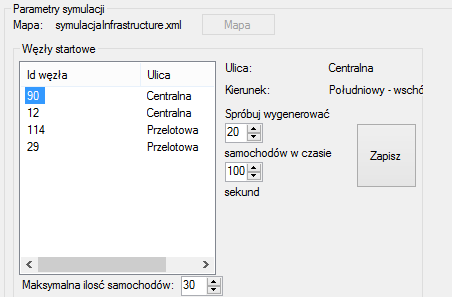 Parametry symulacji
Mapa: symulacjaInfrastructure.xml Mapa
Węzły startowe
Id węzła Ulica
90 Centralna
12 Centralna
114 Przelotowa
29 Przelotowa
Maksymalna ilosć samochodów: 30
Ulica: Centralna
Kierunek: Południowy - wschó
Spróbuj wygenerować
20
samochodów w czasie
100
sekund
Zapisz